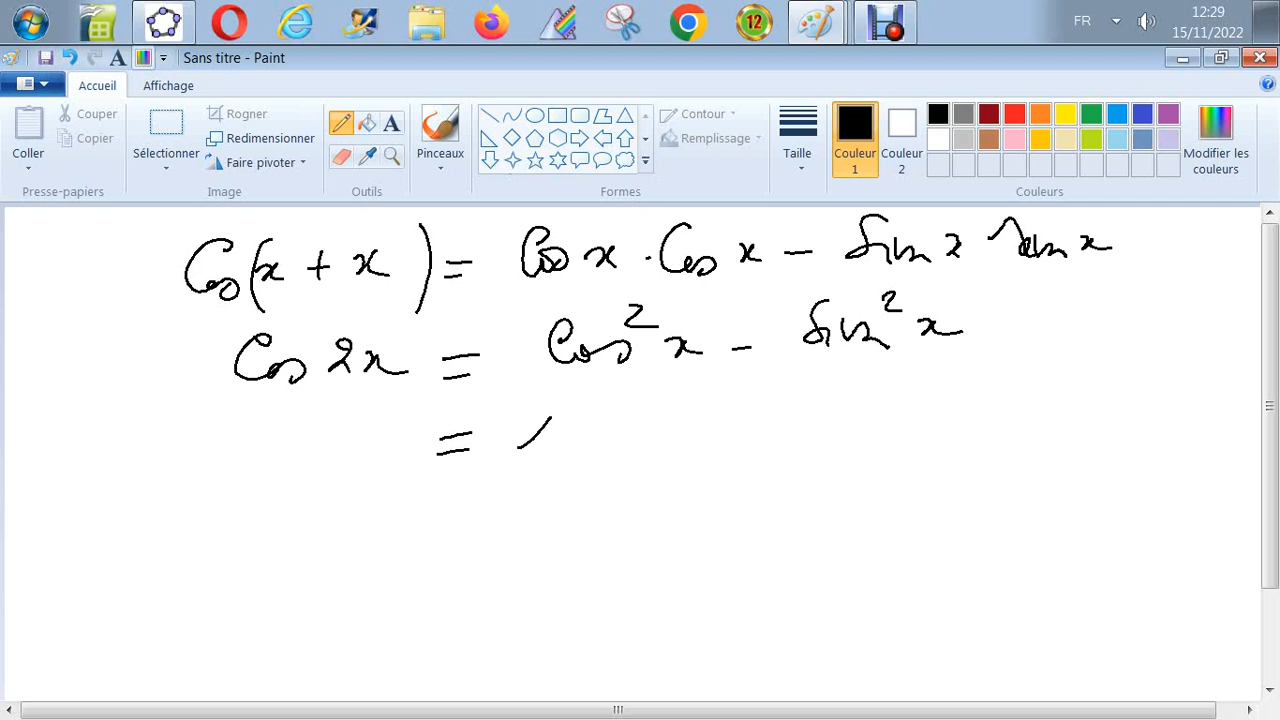 FR
12:29
15/11/2022
12
Sans titre - Paint
Accueil
Affichage
Coller
Couper
Copier
Presse-papiers
Sélectionner
Rogner
Redimensionner
Faire pivoter
Image
A
Outils
Pinceaux
Contour
Remplissage
Formes
Taille
Couleur 1
Couleur 2
Modifier les couleurs
Couleurs
Cos(x + x) = Cos x . Cos x - sin x sin x
Cos 2x = Cos² x - sin² x
=